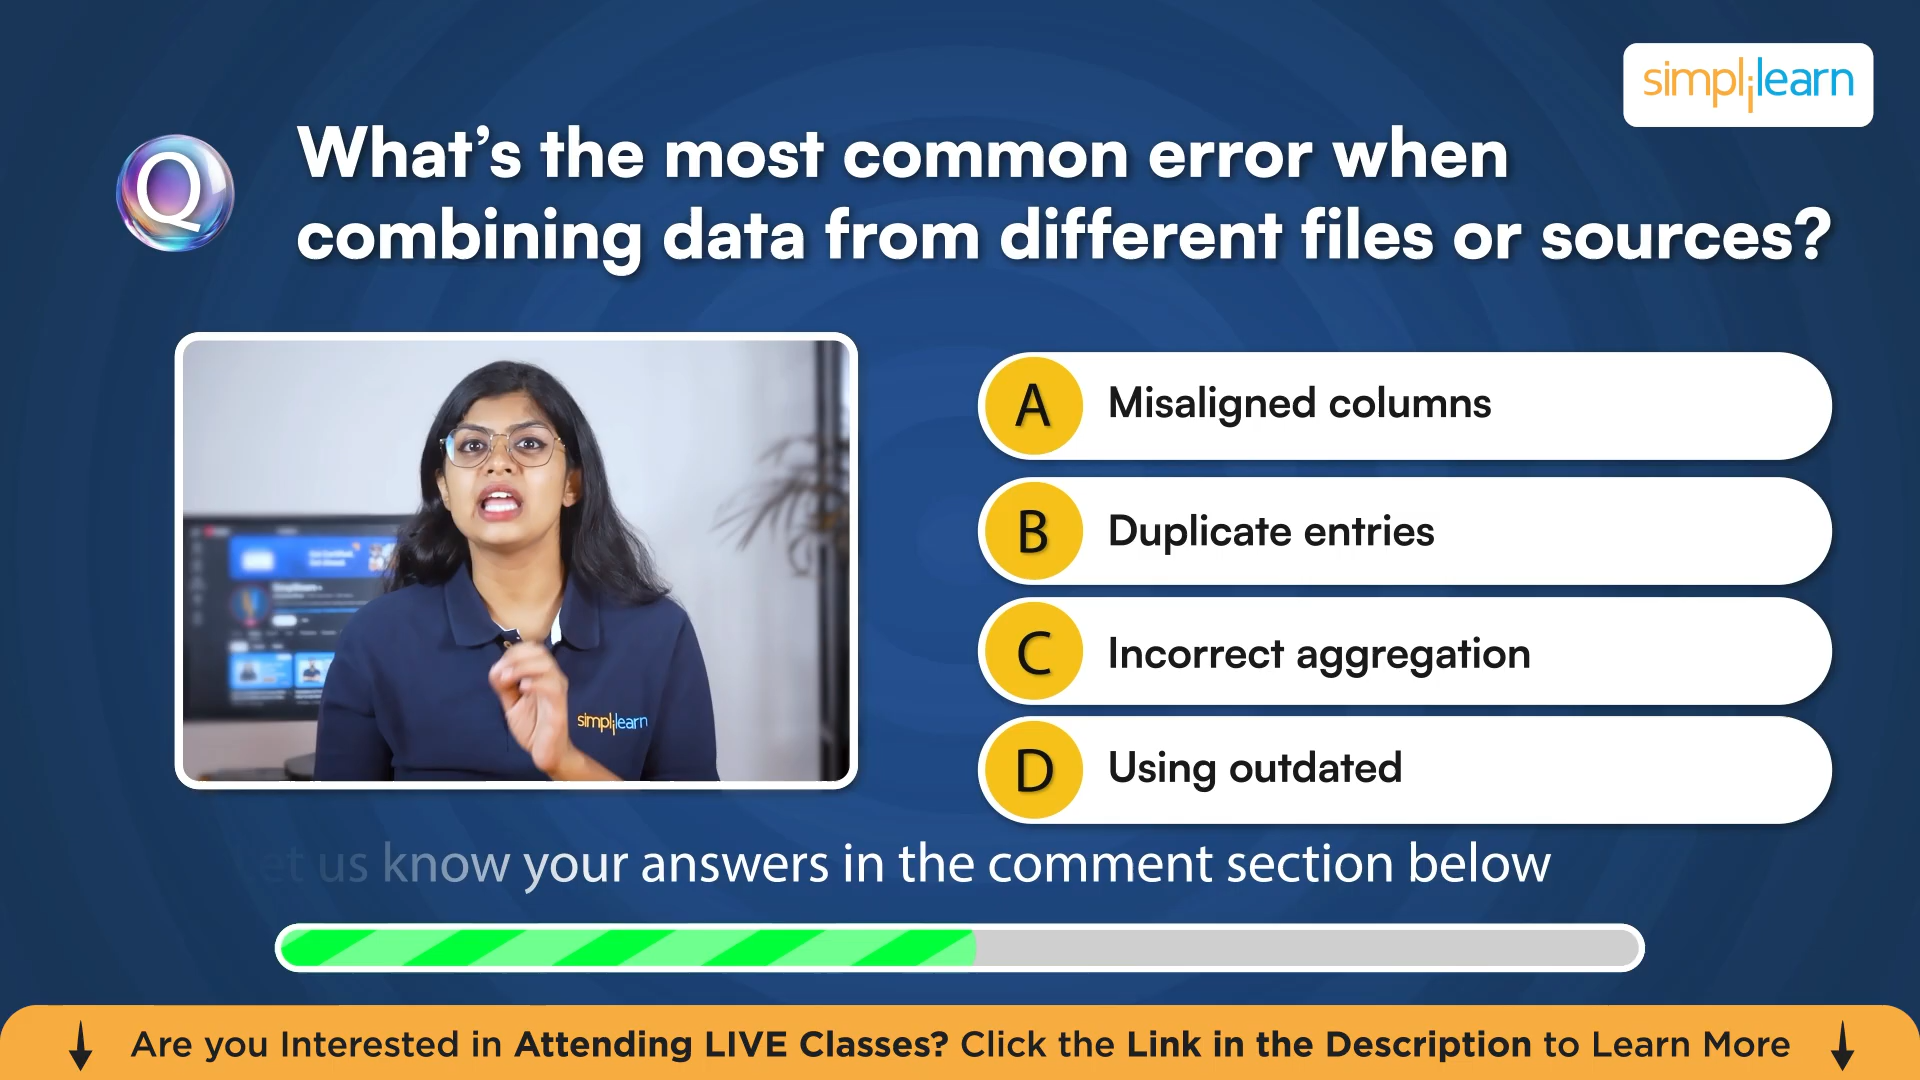 simplilearn
Q
What's the most common error when
combining data from different files or sources?
A Misaligned columns
B Duplicate entries
C Incorrect aggregation
D Using outdated
simplilearn
us know your answers in the comment section below
Are you Interested in Attending LIVE Classes? Click the Link in the Description to Learn More